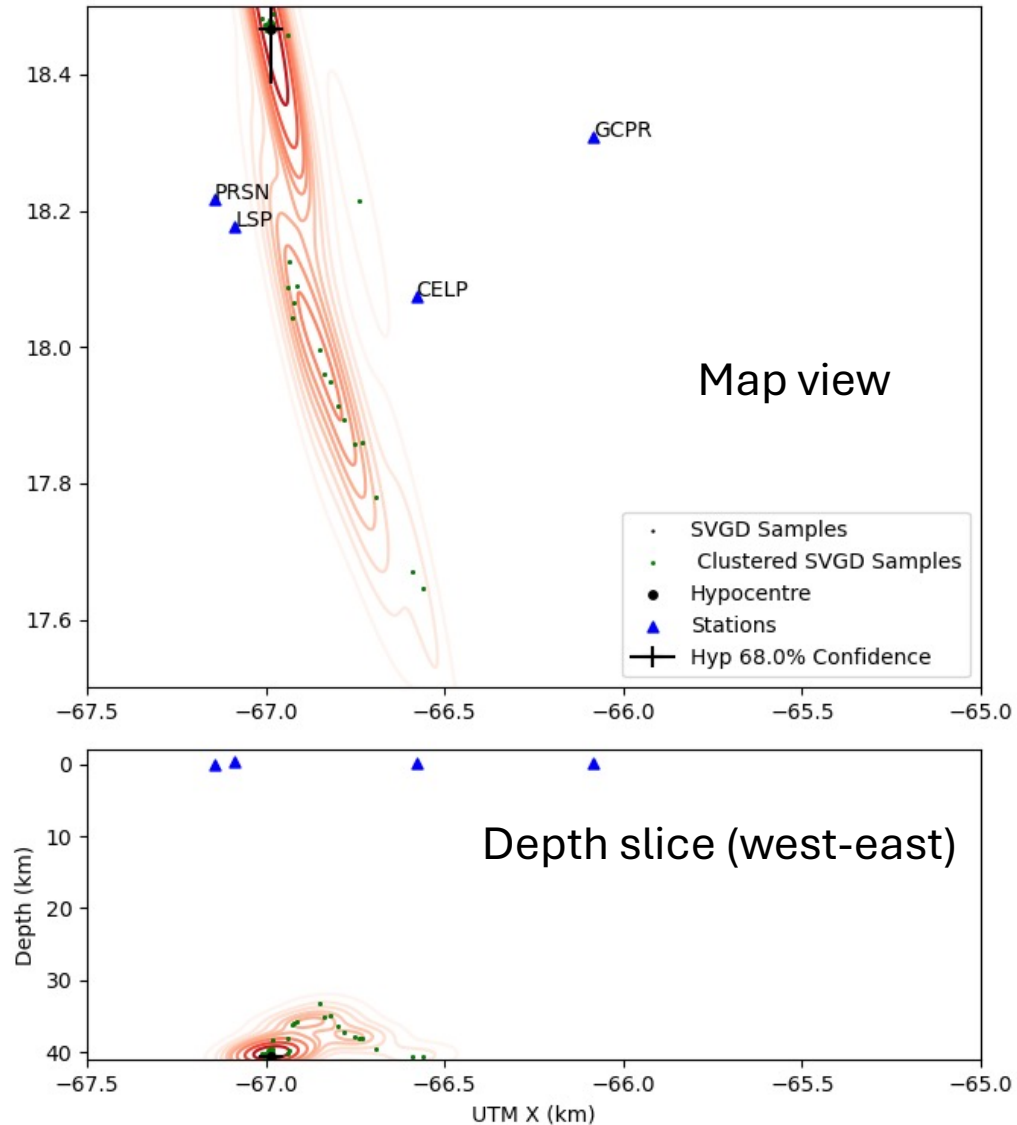 18.4
18.2
18.0
17.8
17.6
GCPR
PRSN
LSP
CELP
Map view
SVGD Samples
Clustered SVGD Samples
Hypocentre
Stations
Hyp 68.0% Confidence
−67.5 −67.0 −66.5 −66.0 −65.5 −65.0
0
10
20
30
40
Depth (km)
Depth slice (west-east)
−67.5 −67.0 −66.5 −66.0 −65.5 −65.0
UTM X (km)